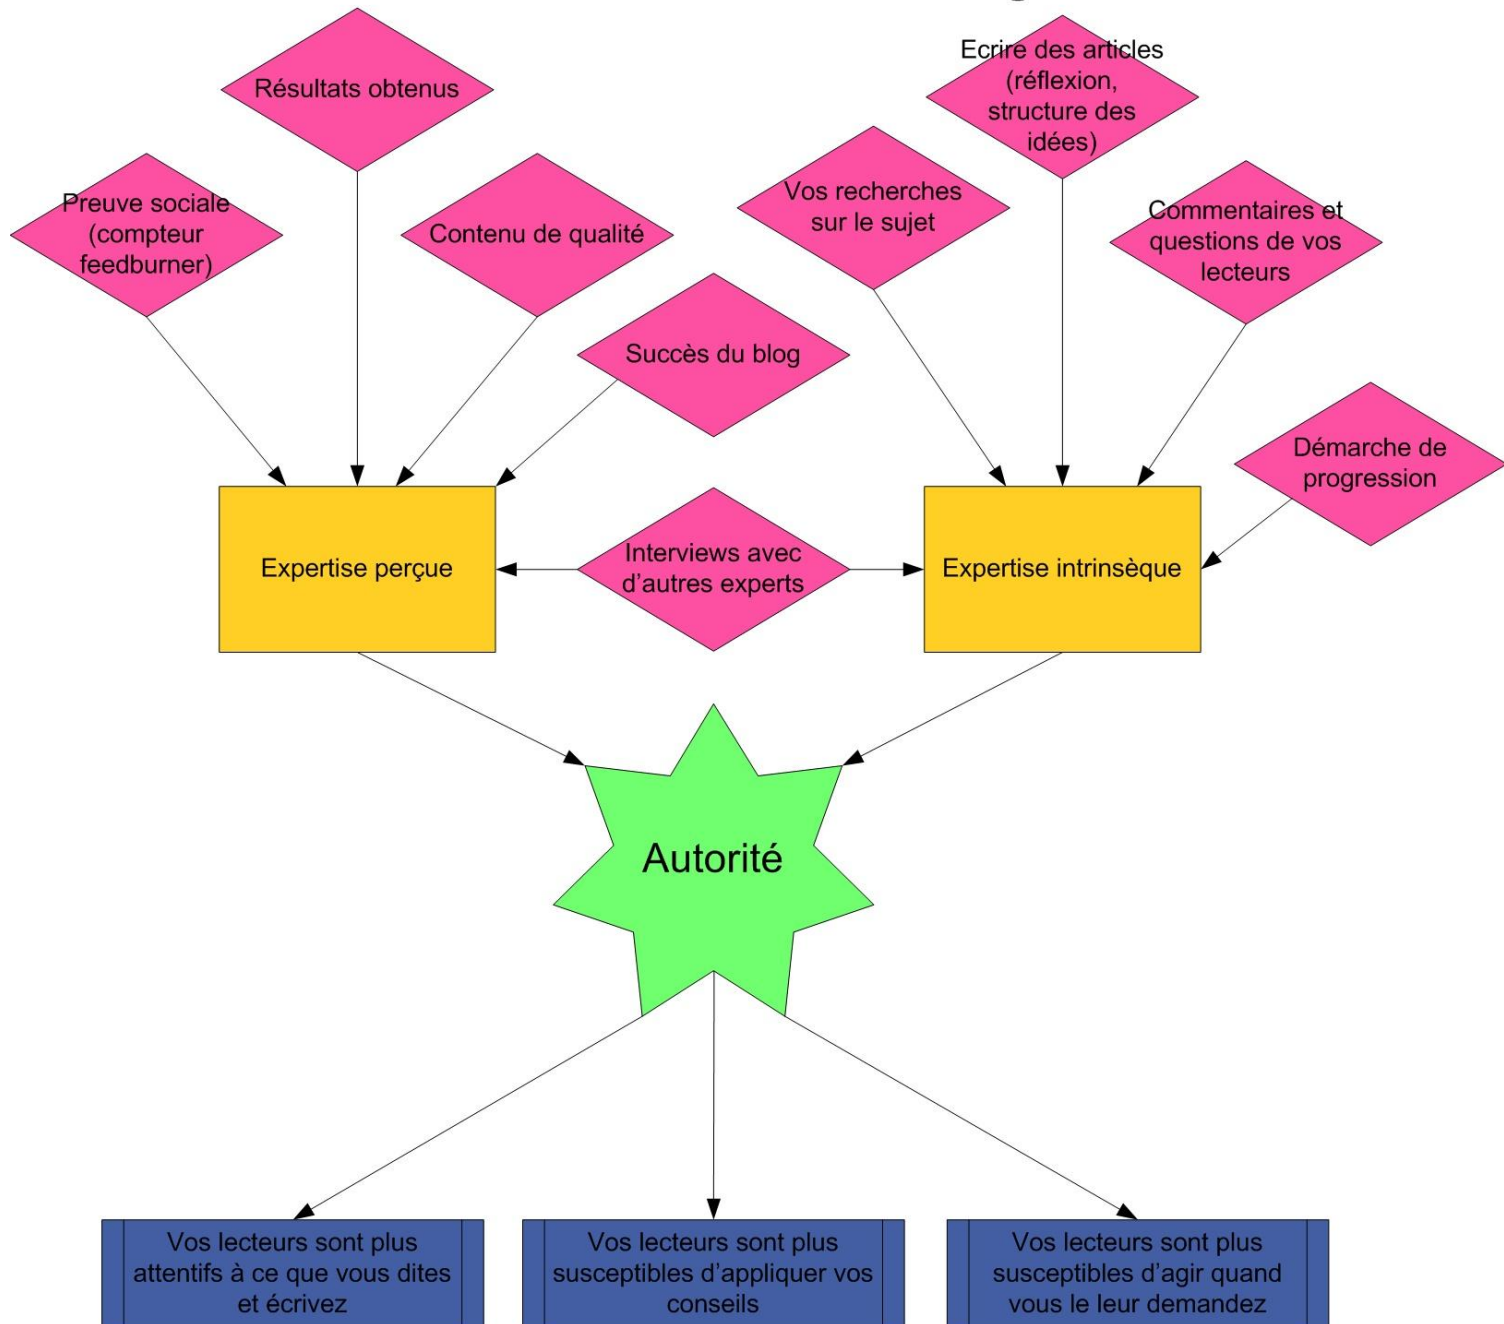 Résultats obtenus
Ecrire des articles
(réflexion,
structure des
idées)
Preuve sociale
(compteur
feedburner)
Contenu de qualité
Vos recherches
sur le sujet
Commentaires et
questions de vos
lecteurs
Succès du blog
Démarche de
progression
Expertise perçue
Interviews avec
d’autres experts
Expertise intrinsèque
Autorité
Vos lecteurs sont plus
attentifs à ce que vous dites
et écrivez
Vos lecteurs sont plus
susceptibles d’appliquer vos
conseils
Vos lecteurs sont plus
susceptibles d’agir quand
vous le leur demandez